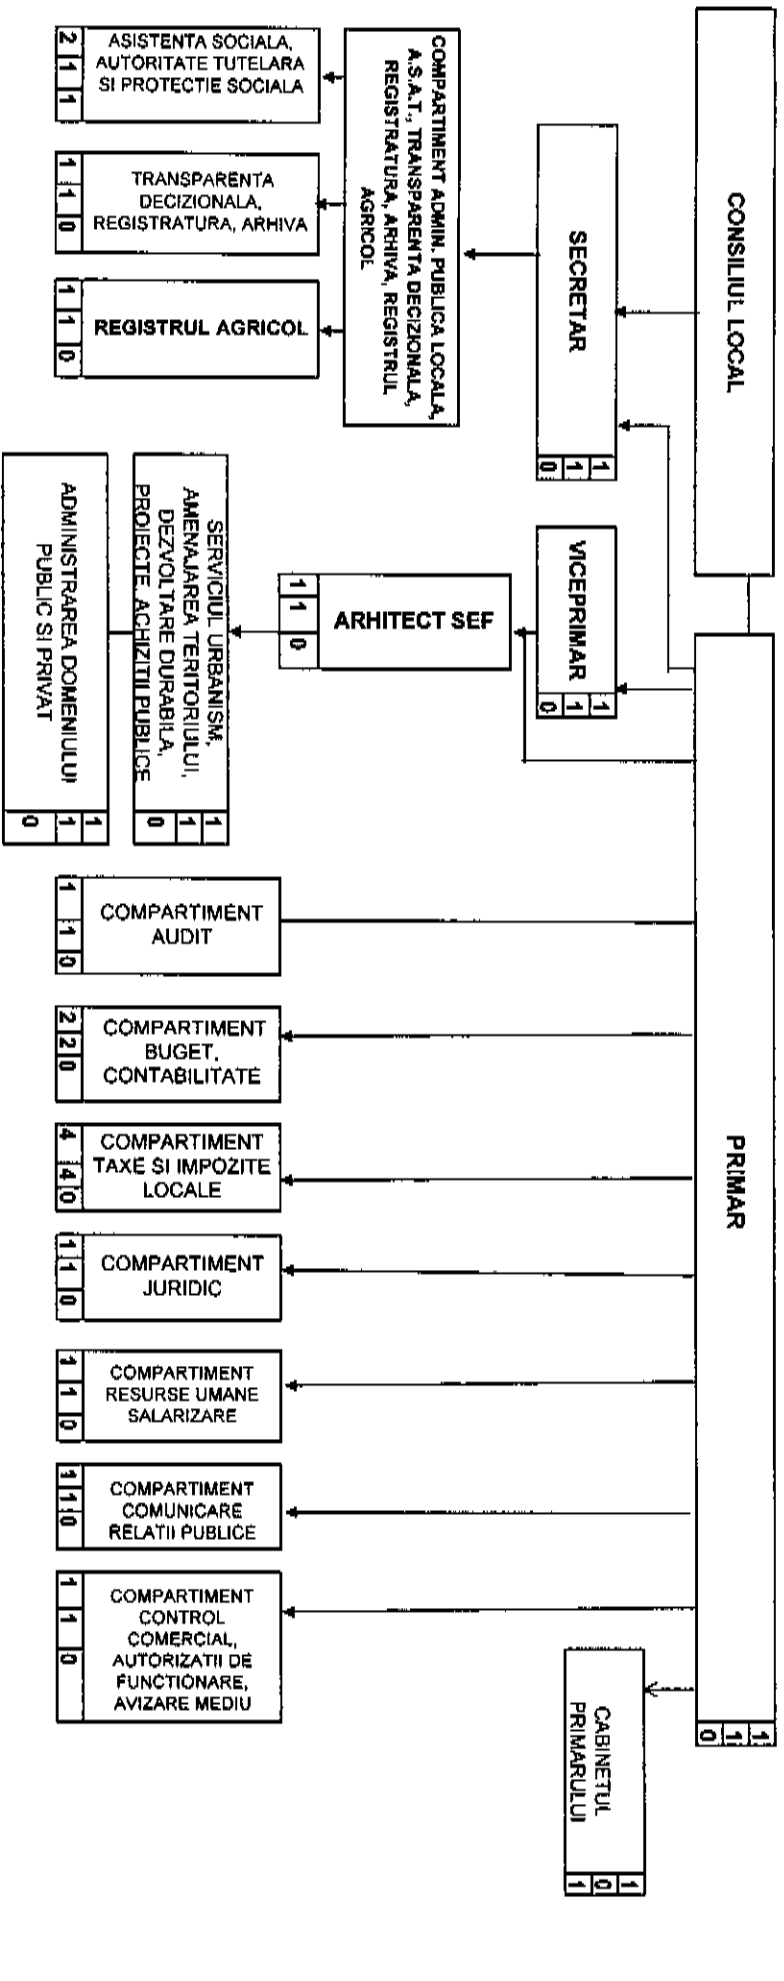 CONSILIUL LOCAL
PRIMAR
1
1
0
SECRETAR
1
1
0
VICEPRIMAR
1
1
0
CABINETUL
PRIMARULUI
1
0
1
COMPARTIMENT ADMIN. PUBLICA LOCALA,
A.S.A.T., TRANSPARENTA DECIZIONALA,
REGISTRATURA, ARHIVA, REGISTRUL
AGRICOL
ARHITECT SEF
1 1 0
ASISTENTA SOCIALA,
AUTORITATE TUTELARA
SI PROTECTIE SOCIALA
2 1 1
TRANSPARENTA
DECIZIONALA,
REGISTRATURA, ARHIVA
1 1 0
REGISTRUL AGRICOL
1 1 0
SERVICIUL URBANISM,
AMENAJAREA TERITORIULUI,
DEZVOLTARE DURABILA,
PROIECTE, ACHIZITII PUBLICE
1
1
0
ADMINISTRAREA DOMENIULUI
PUBLIC SI PRIVAT
1
1
0
COMPARTIMENT
AUDIT
1 1 0
COMPARTIMENT
BUGET,
CONTABILITATE
2 2 0
COMPARTIMENT
TAXE SI IMPOZITE
LOCALE
4 4 0
COMPARTIMENT
JURIDIC
1 1 0
COMPARTIMENT
RESURSE UMANE
SALARIZARE
1 1 0
COMPARTIMENT
COMUNICARE
RELATII PUBLICE
1 1 0
COMPARTIMENT
CONTROL
COMERCIAL,
AUTORIZATII DE
FUNCTIONARE,
AVIZARE MEDIU
1 1 0